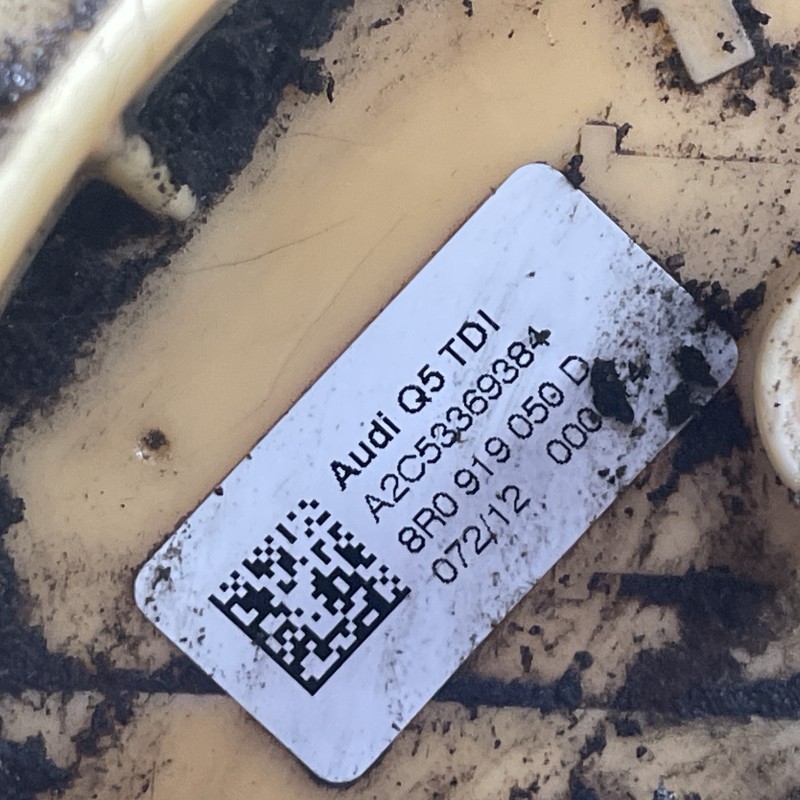 Audi Q5 TDI
A2C53369384
8R0 919 050 D
072/12 000